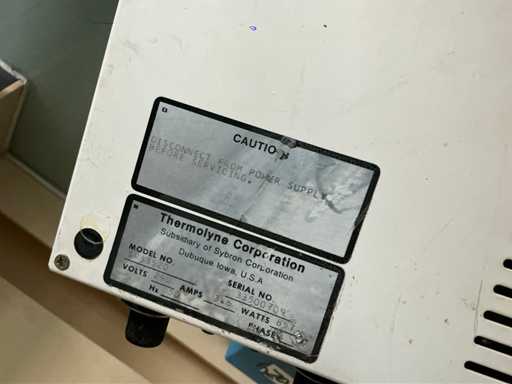 CAUTION
DISCONNECT FROM POWER SUPPLY
BEFORE SERVICING.
Thermolyne Corporation
Subsidiary of Sybron Corporation
Dubuque Iowa, U.S.A
MODEL NO.
SERIAL NO.
VOLTS
AMPS
WATTS
Hz
PHASE